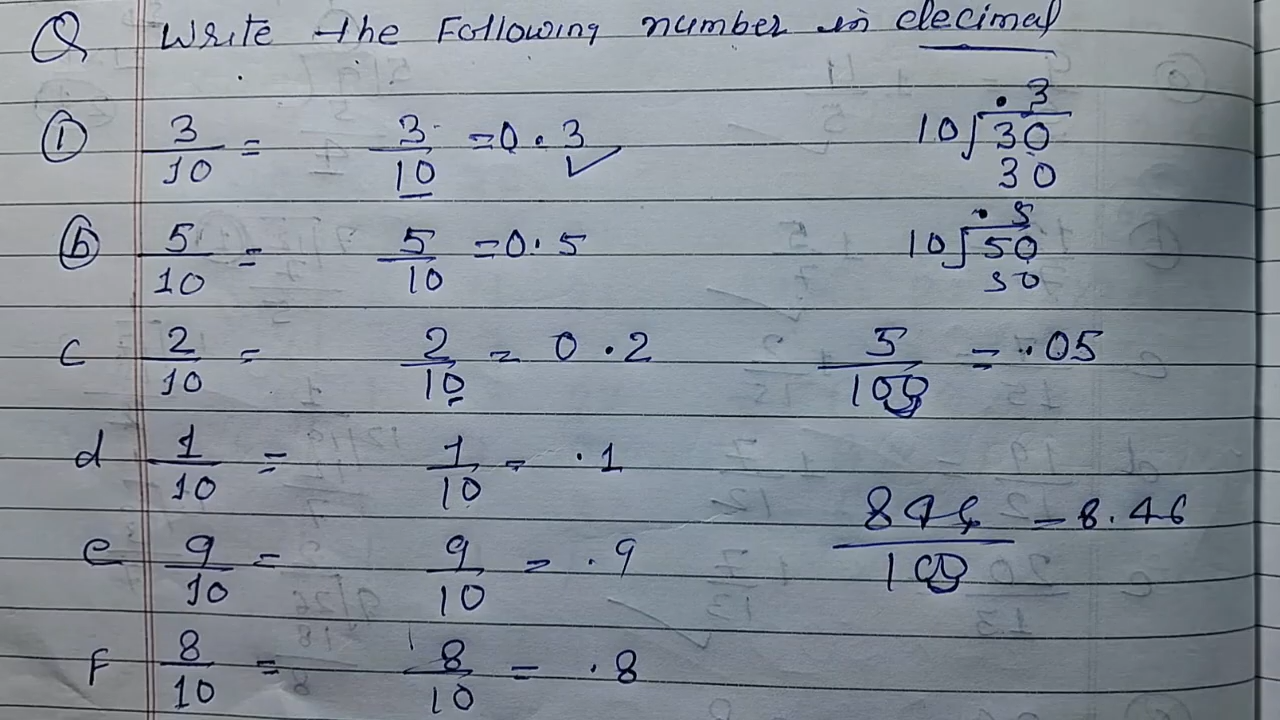 Q Write the Following number in decimal
① 3/10 = 3/10 = 0.3 ✓
.3
10)30
30
ⓑ 5/10 = 5/10 = 0.5
.5
10)50
50
c 2/10 = 2/10 = 0.2
5/100 = .05
d 1/10 = 1/10 = .1
846/100 = 8.46
e 9/10 = 9/10 = .9
F 8/10 = 8/10 = .8